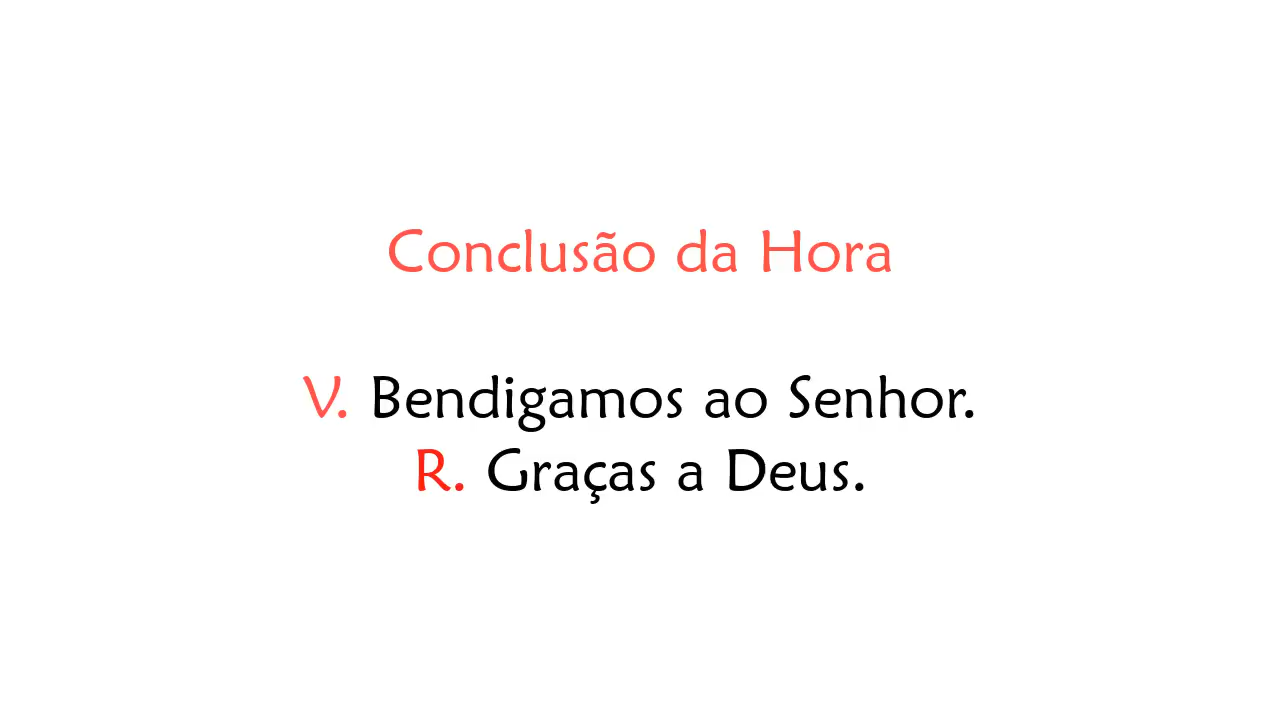 Conclusão da Hora
V. Bendigamos ao Senhor.
R. Graças a Deus.